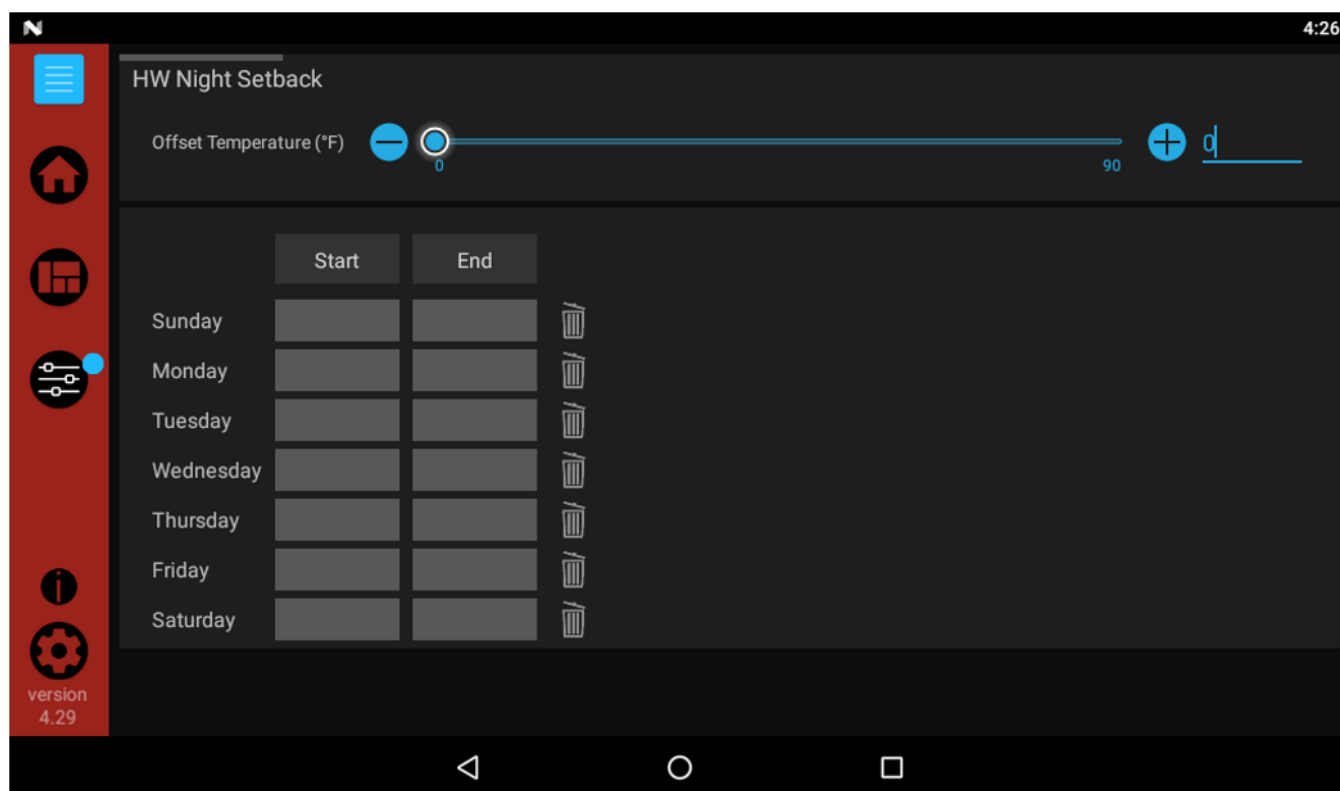 4:26
HW Night Setback
Offset Temperature (°F)
0
90
0
Start End
Sunday
Monday
Tuesday
Wednesday
Thursday
Friday
Saturday
version
4.29